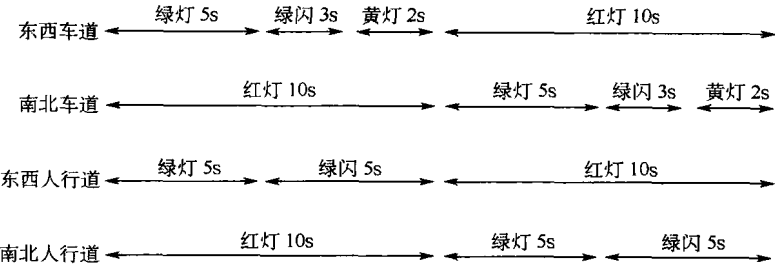 东西车道 绿灯 5s 绿闪 3s 黄灯 2s 红灯 10s
南北车道 红灯 10s 绿灯 5s 绿闪 3s 黄灯 2s
东西人行道 绿灯 5s 绿闪 5s 红灯 10s
南北人行道 红灯 10s 绿灯 5s 绿闪 5s